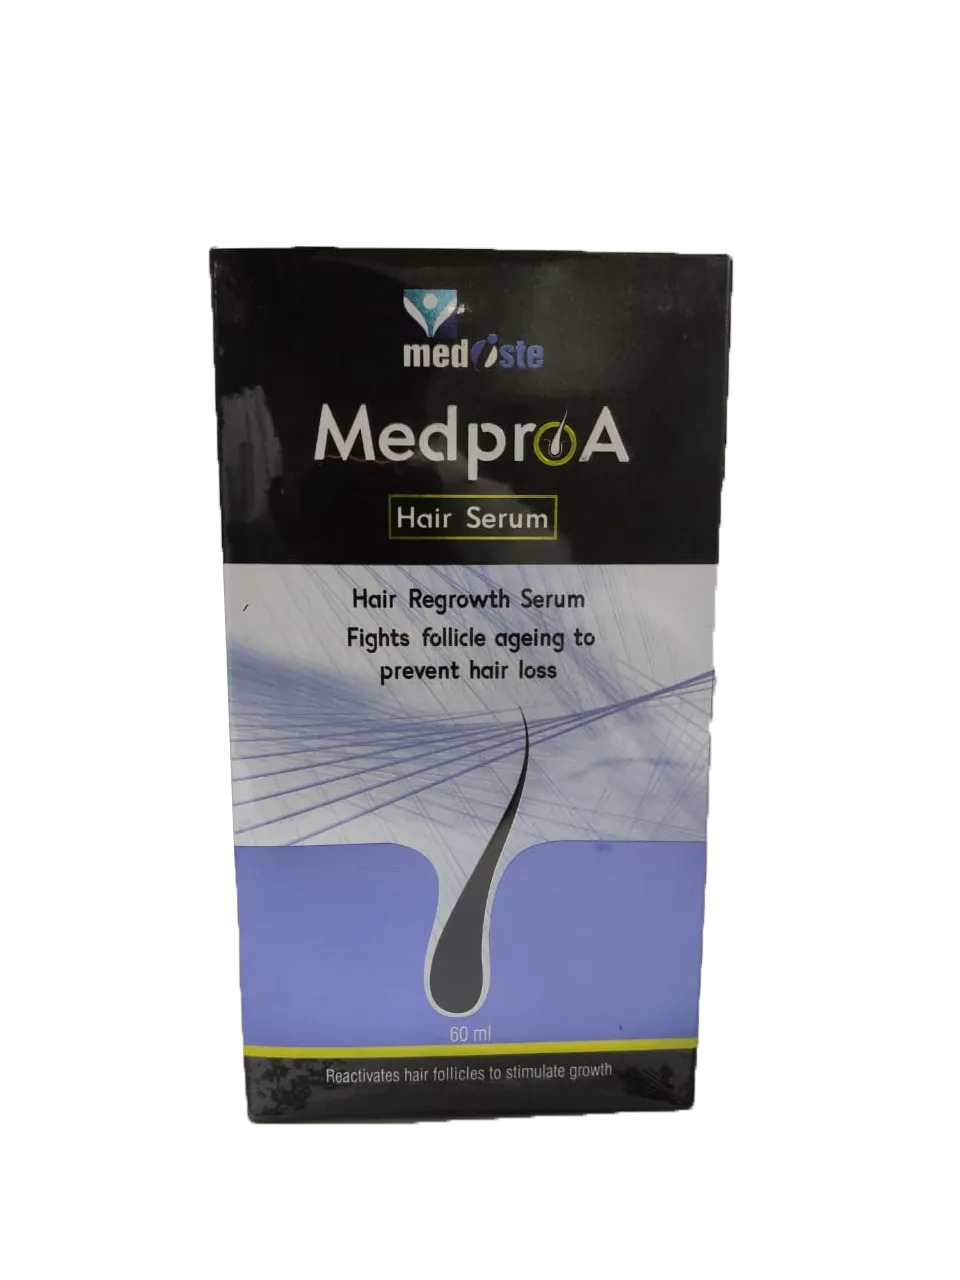 mediste
MedproA
Hair Serum
Hair Regrowth Serum
Fights follicle ageing to
prevent hair loss
60 ml
Reactivates hair follicles to stimulate growth